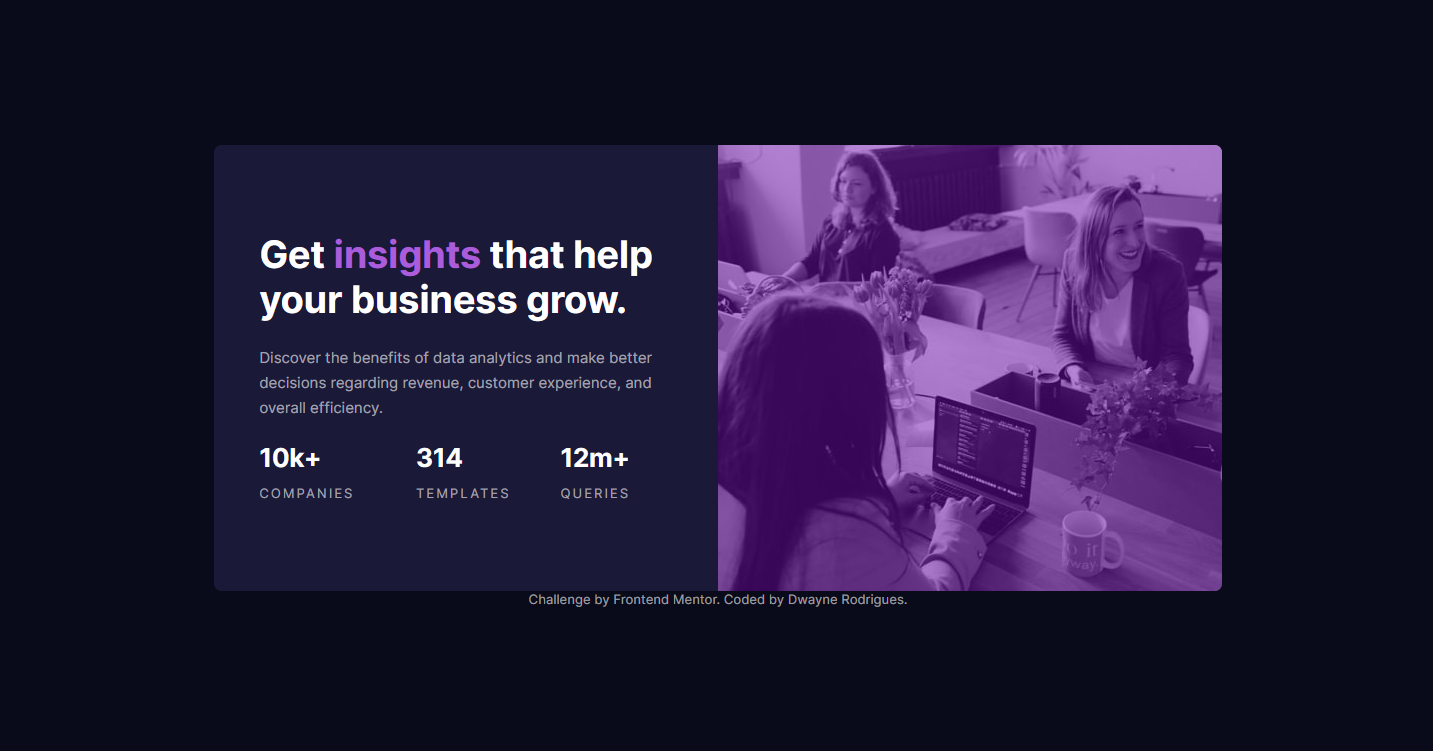 Get insights that help
your business grow.
Discover the benefits of data analytics and make better
decisions regarding revenue, customer experience, and
overall efficiency.
10k+ 314 12m+
COMPANIES TEMPLATES QUERIES
Challenge by Frontend Mentor. Coded by Dwayne Rodrigues.